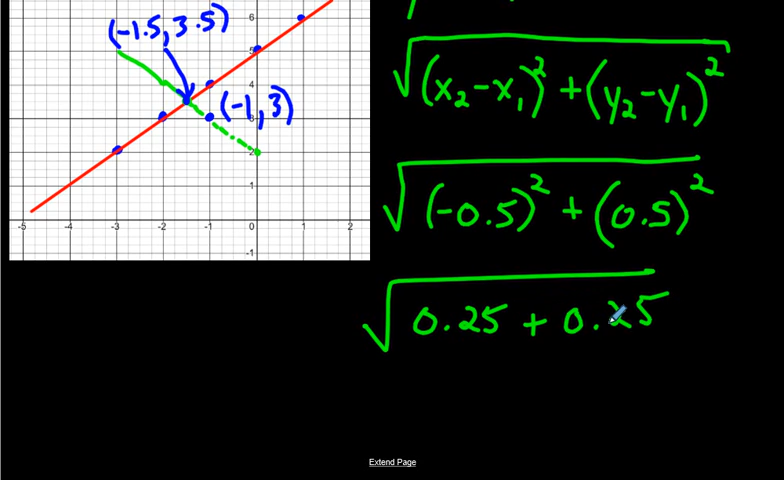 (-1.5, 3.5)
(-1, 3)
6
5
4
3
2
1
-5 -4 -3 -2 -1 0 2
-1
√(x₂-x₁)² + (y₂-y₁)²
√(-0.5)² + (0.5)²
√0.25 + 0.25
Extend Page